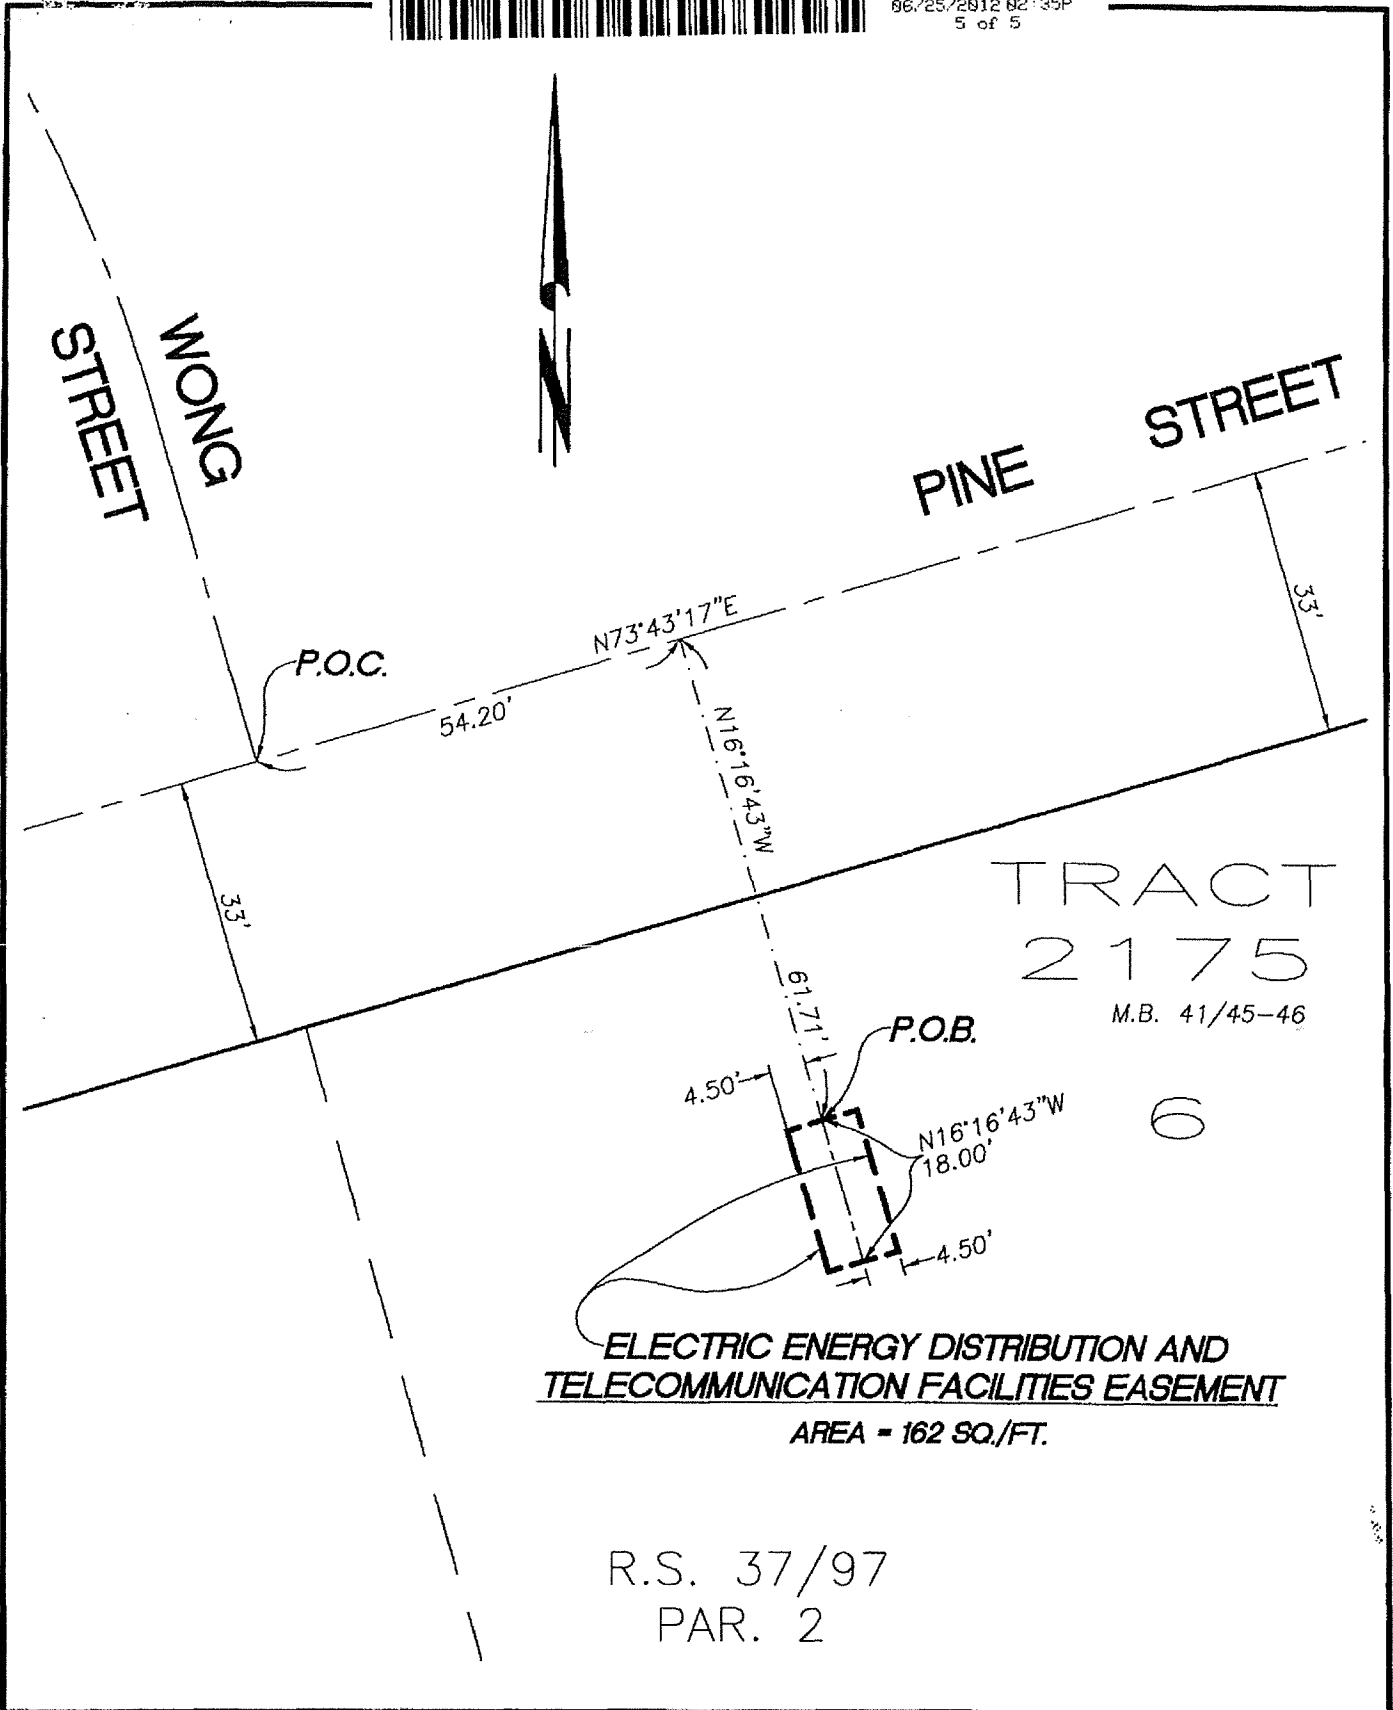 06/25/2012 02:35P
5 of 5
WONG
STREET
N
PINE STREET
33'
N73°43'17"E
P.O.C.
54.20'
N16°16'43"W
33'
TRACT
2175
M.B. 41/45-46
61.71'
P.O.B.
4.50'
N16°16'43"W
18.00'
6
4.50'
ELECTRIC ENERGY DISTRIBUTION AND
TELECOMMUNICATION FACILITIES EASEMENT
AREA = 162 SQ./FT.
R.S. 37/97
PAR. 2